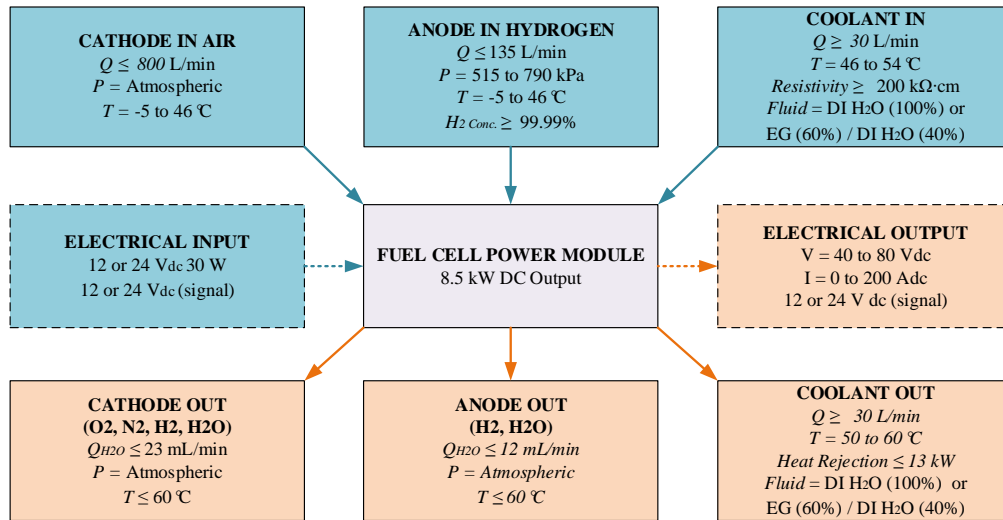 CATHODE IN AIR
Q ≤ 800 L/min
P = Atmospheric
T = -5 to 46 ℃
ANODE IN HYDROGEN
Q ≤ 135 L/min
P = 515 to 790 kPa
T = -5 to 46 ℃
H2 Conc. ≥ 99.99%
COOLANT IN
Q ≥ 30 L/min
T = 46 to 54 ℃
Resistivity ≥ 200 kΩ·cm
Fluid = DI H2O (100%) or
EG (60%) / DI H2O (40%)
ELECTRICAL INPUT
12 or 24 Vdc 30 W
12 or 24 Vdc (signal)
FUEL CELL POWER MODULE
8.5 kW DC Output
ELECTRICAL OUTPUT
V = 40 to 80 Vdc
I = 0 to 200 Adc
12 or 24 V dc (signal)
CATHODE OUT
(O2, N2, H2, H2O)
QH2O ≤ 23 mL/min
P = Atmospheric
T ≤ 60 ℃
ANODE OUT
(H2, H2O)
QH2O ≤ 12 mL/min
P = Atmospheric
T ≤ 60 ℃
COOLANT OUT
Q ≥ 30 L/min
T = 50 to 60 ℃
Heat Rejection ≤ 13 kW
Fluid = DI H2O (100%) or
EG (60%) / DI H2O (40%)